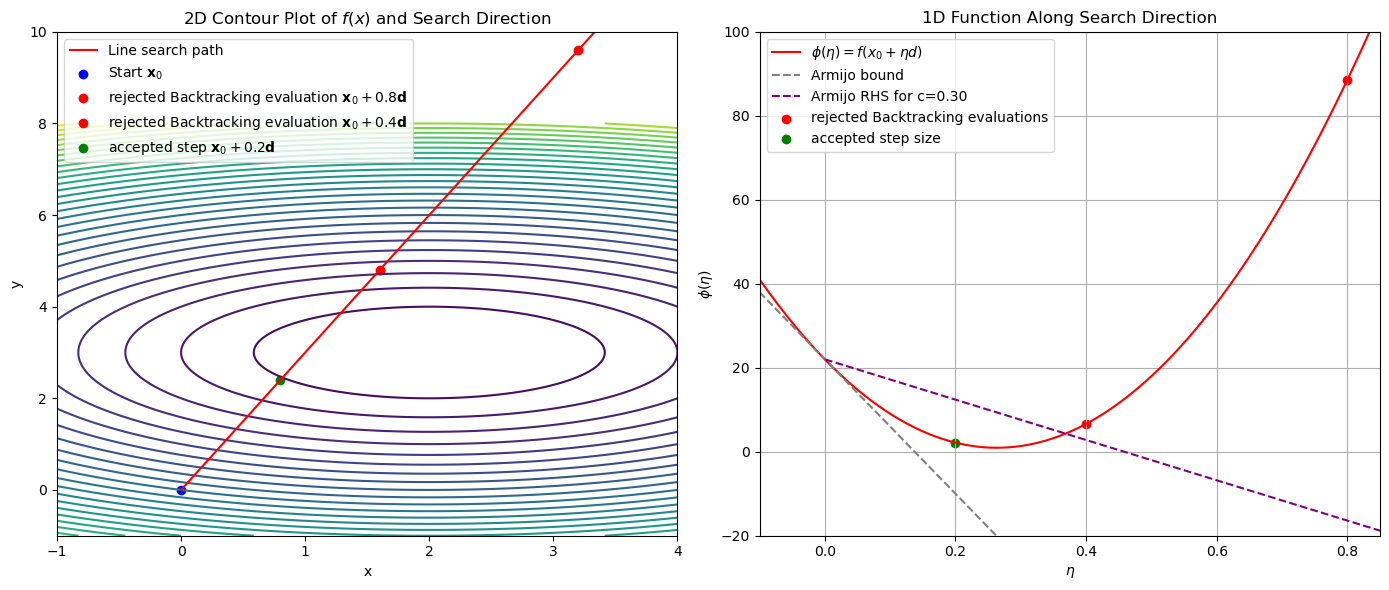 2D Contour Plot of f(x) and Search Direction
Line search path
Start x₀
rejected Backtracking evaluation x₀ + 0.8d
rejected Backtracking evaluation x₀ + 0.4d
accepted step x₀ + 0.2d
10
8
6
4
2
0
y
−1
0
1
2
3
4
x
1D Function Along Search Direction
ϕ(η) = f(x₀ + ηd)
Armijo bound
Armijo RHS for c=0.30
rejected Backtracking evaluations
accepted step size
100
80
60
40
20
0
−20
ϕ(η)
0.0
0.2
0.4
0.6
0.8
η